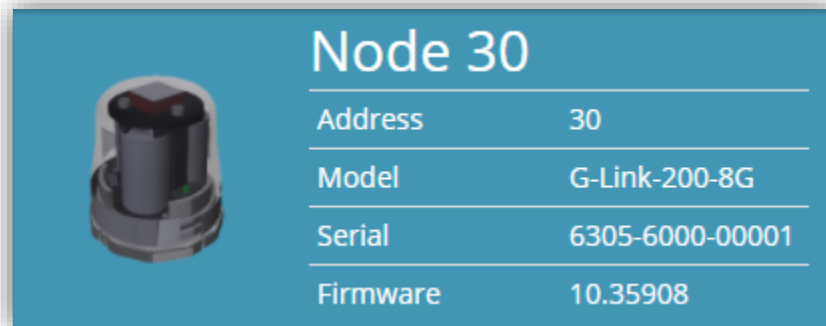 Node 30
Address 30
Model G-Link-200-8G
Serial 6305-6000-00001
Firmware 10.35908